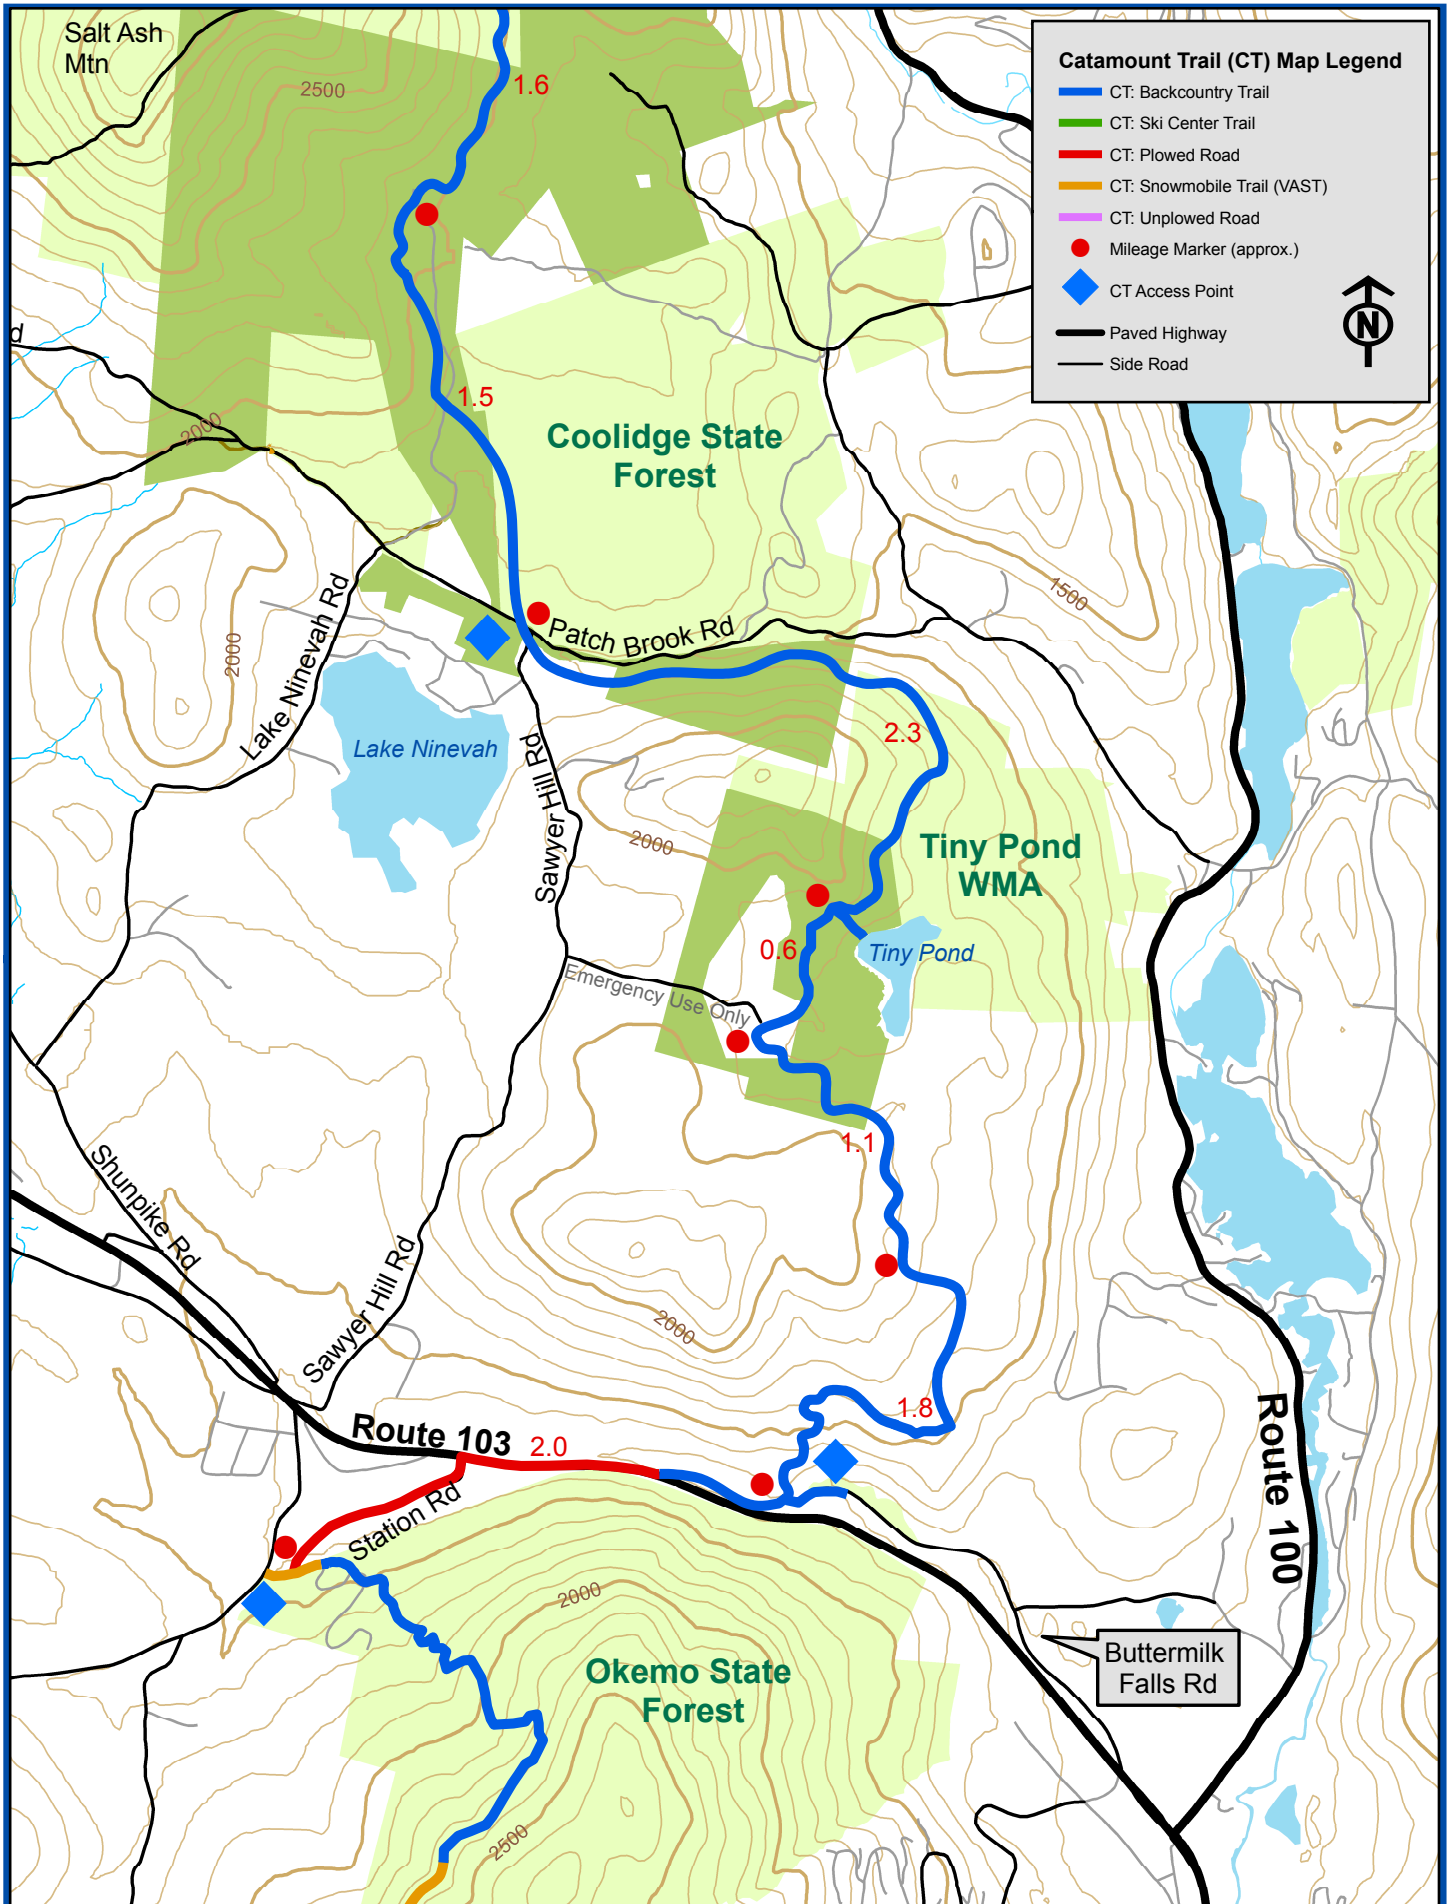 Salt Ash
Mtn
2500
1.6
Catamount Trail (CT) Map Legend
CT: Backcountry Trail
CT: Ski Center Trail
CT: Plowed Road
CT: Snowmobile Trail (VAST)
CT: Unplowed Road
Mileage Marker (approx.)
CT Access Point
N
Paved Highway
Side Road
d
1.5
2000
Coolidge State
Forest
1500
Lake Ninevah Rd
2000
Patch Brook Rd
Lake Ninevah
Sawyer Hill Rd
2.3
2000
Tiny Pond
WMA
0.6
Tiny Pond
Emergency Use Only
1.1
Shunpike Rd
Sawyer Hill Rd
2000
1.8
Route 103
2.0
Route 100
Station Rd
2000
Okemo State
Forest
Buttermilk
Falls Rd
2500